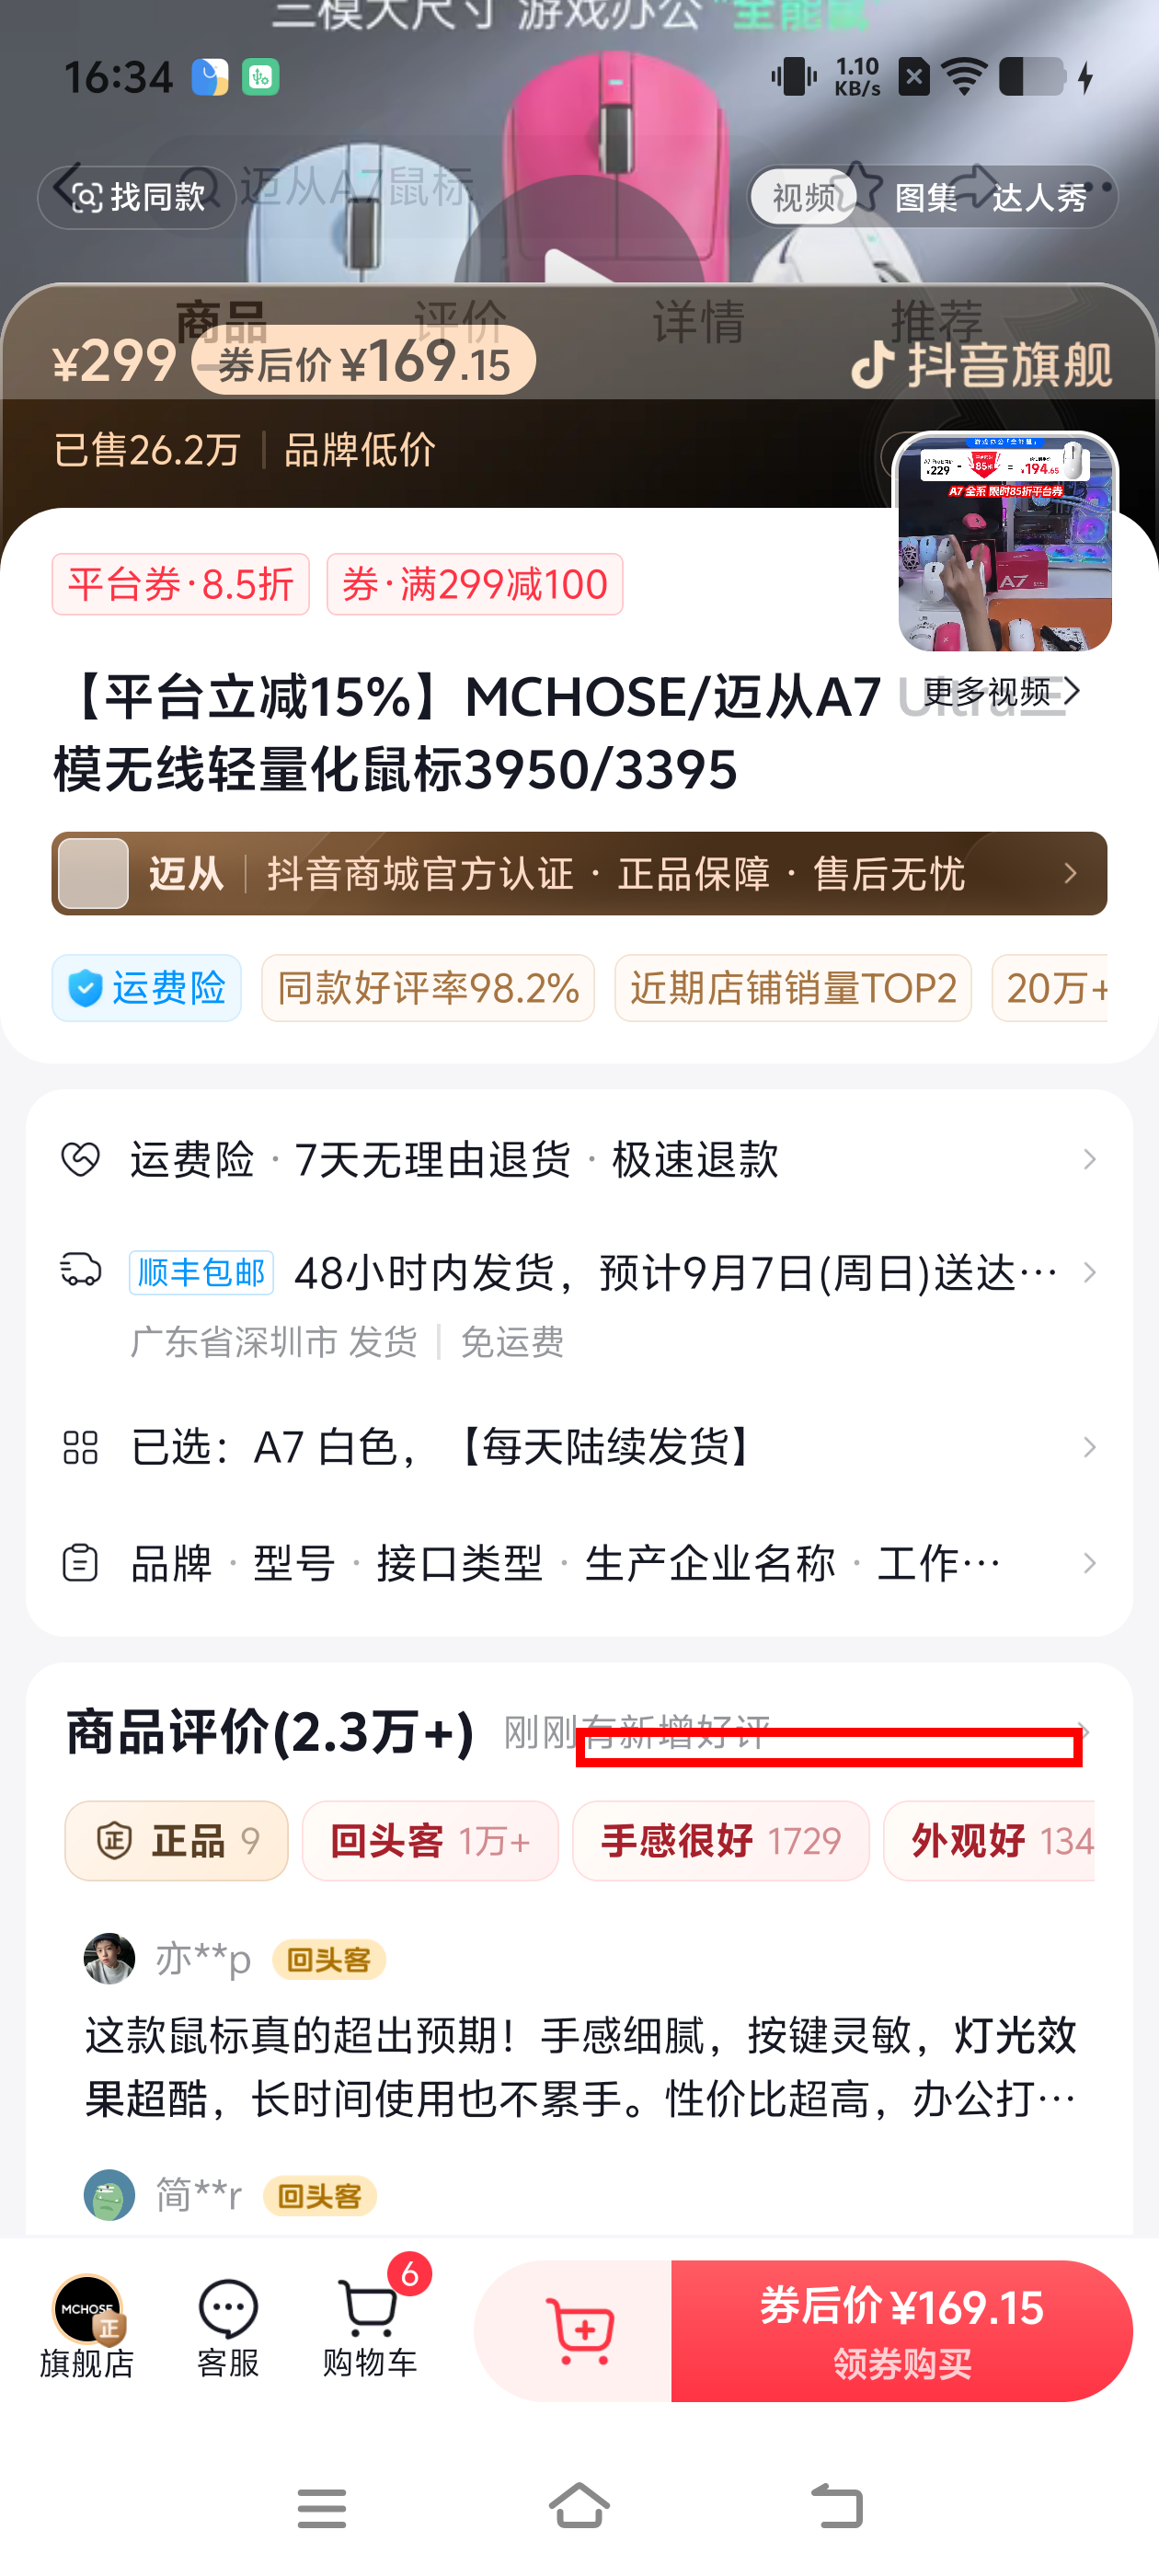 三模大尺寸 游戏办公 "全能鼠"
16:34
1.10
KB/s
找同款
迈从A7鼠标
视频
图集
达人秀
商品
评价
详情
推荐
¥299
券后价 ¥169.15
抖音旗舰
已售26.2万
品牌低价
¥229
85折
¥194.65
A7 全系 限时85折平台券
A7
平台券·8.5折
券·满299减100
【平台立减15%】MCHOSE/迈从A7 Ultra三
更多视频
模无线轻量化鼠标3950/3395
迈从
抖音商城官方认证 · 正品保障 · 售后无忧
运费险
同款好评率98.2%
近期店铺销量TOP2
20万+
运费险 · 7天无理由退货 · 极速退款
顺丰包邮
48小时内发货，预计9月7日(周日)送达…
广东省深圳市 发货
免运费
已选：A7 白色，【每天陆续发货】
品牌 · 型号 · 接口类型 · 生产企业名称 · 工作…
商品评价(2.3万+)
刚刚有新增好评
正
正品 9
回头客 1万+
手感很好 1729
外观好 134
亦**p
回头客
这款鼠标真的超出预期！手感细腻，按键灵敏，灯光效
果超酷，长时间使用也不累手。性价比超高，办公打…
简**r
回头客
MCHOSE
正
旗舰店
客服
6
购物车
券后价 ¥169.15
领券购买